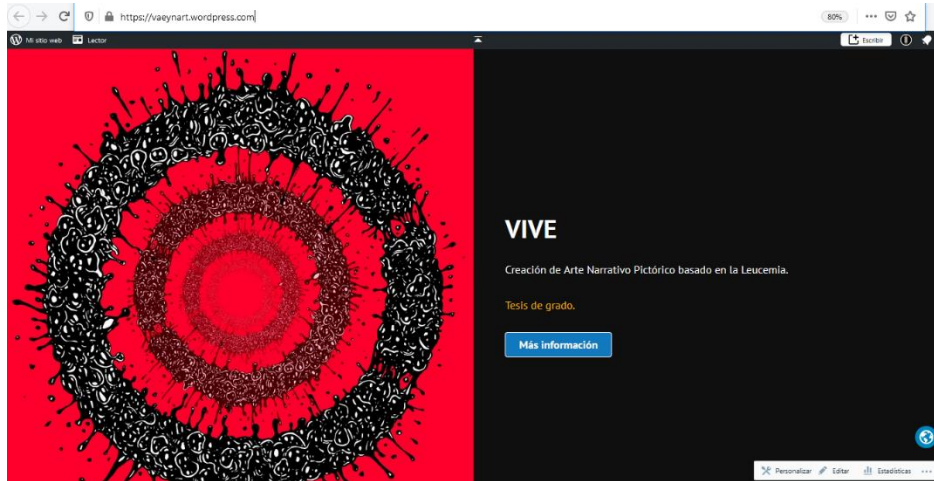 https://vaeynart.wordpress.com
80%
Mi sitio web Lector
Escribir
VIVE
Creación de Arte Narrativo Pictórico basado en la Leucemia.
Tesis de grado.
Más información
Personalizar Editar Estadísticas